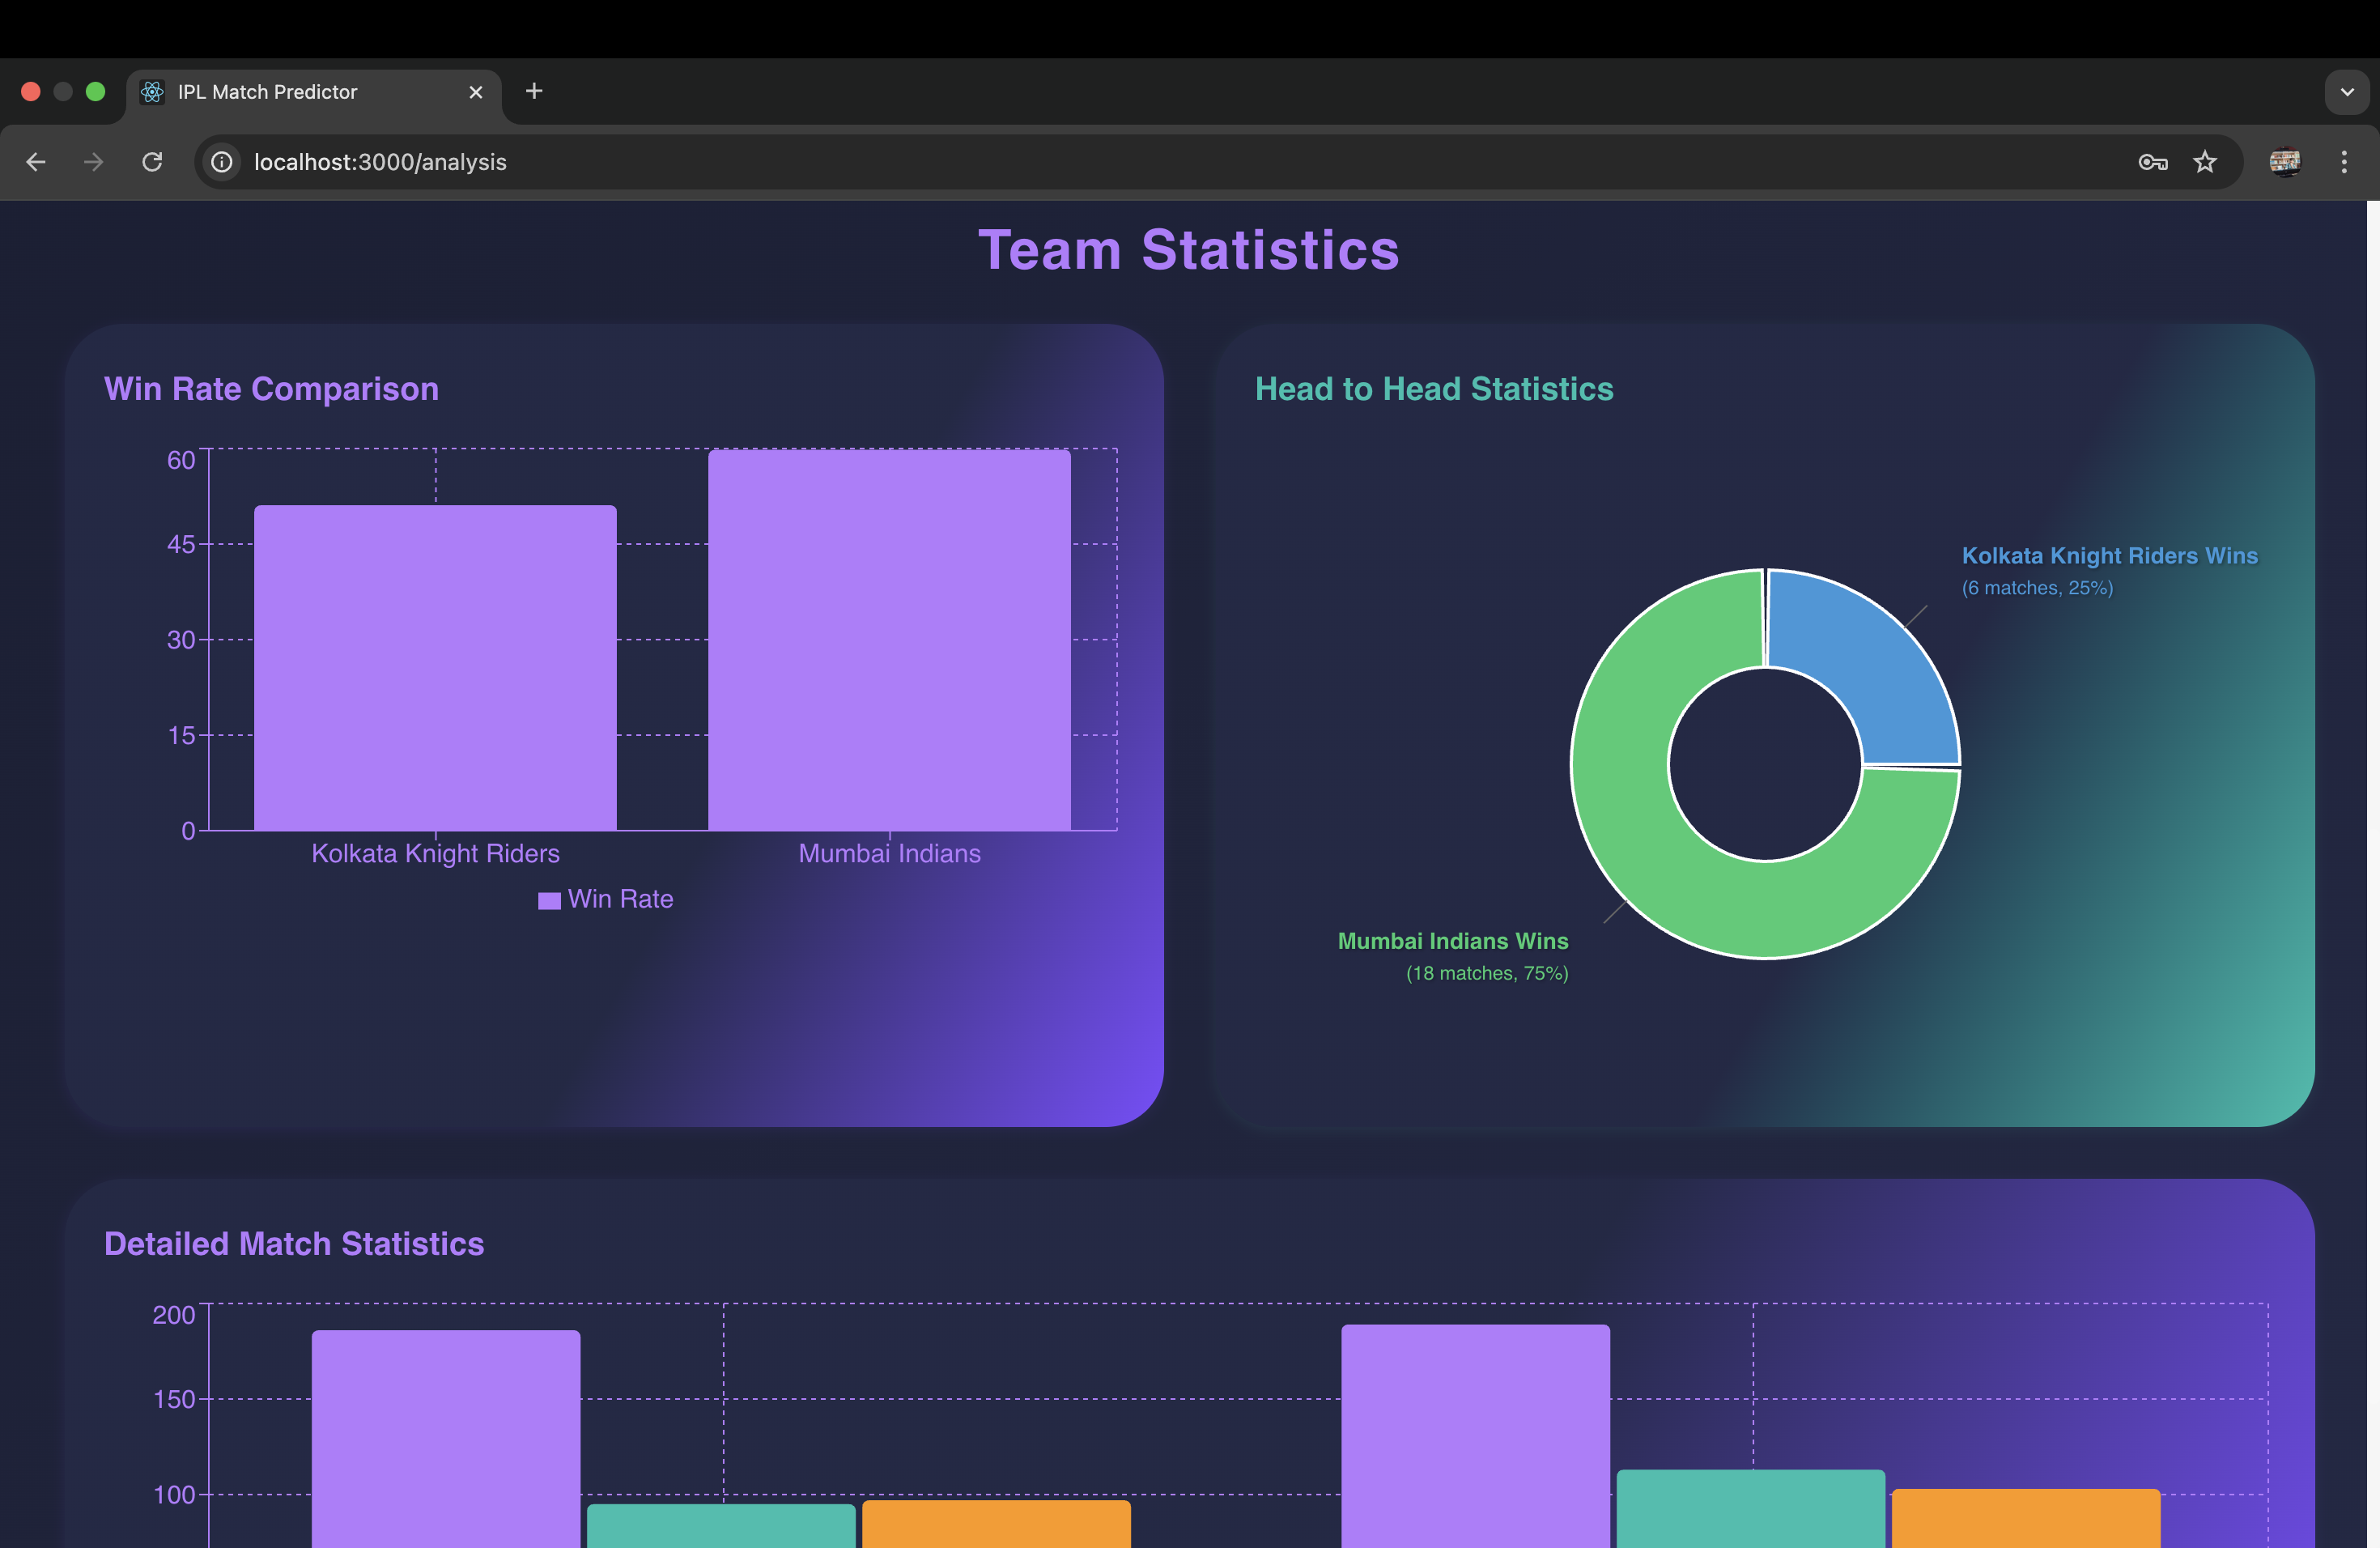 IPL Match Predictor
localhost:3000/analysis
Team Statistics
Win Rate Comparison
60
45
30
15
0
Kolkata Knight Riders
Mumbai Indians
Win Rate
Head to Head Statistics
Kolkata Knight Riders Wins
(6 matches, 25%)
Mumbai Indians Wins
(18 matches, 75%)
Detailed Match Statistics
200
150
100